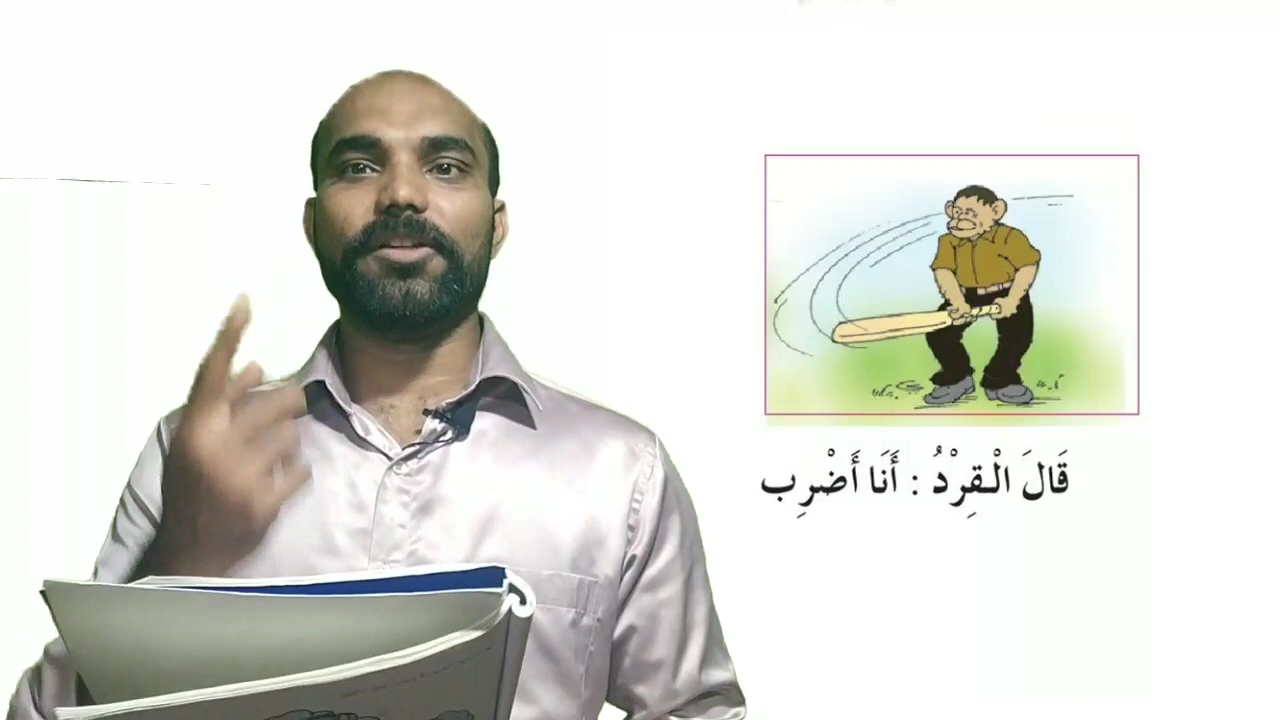 قَالَ الْقِرْدُ : أَنَا أَضْرِب